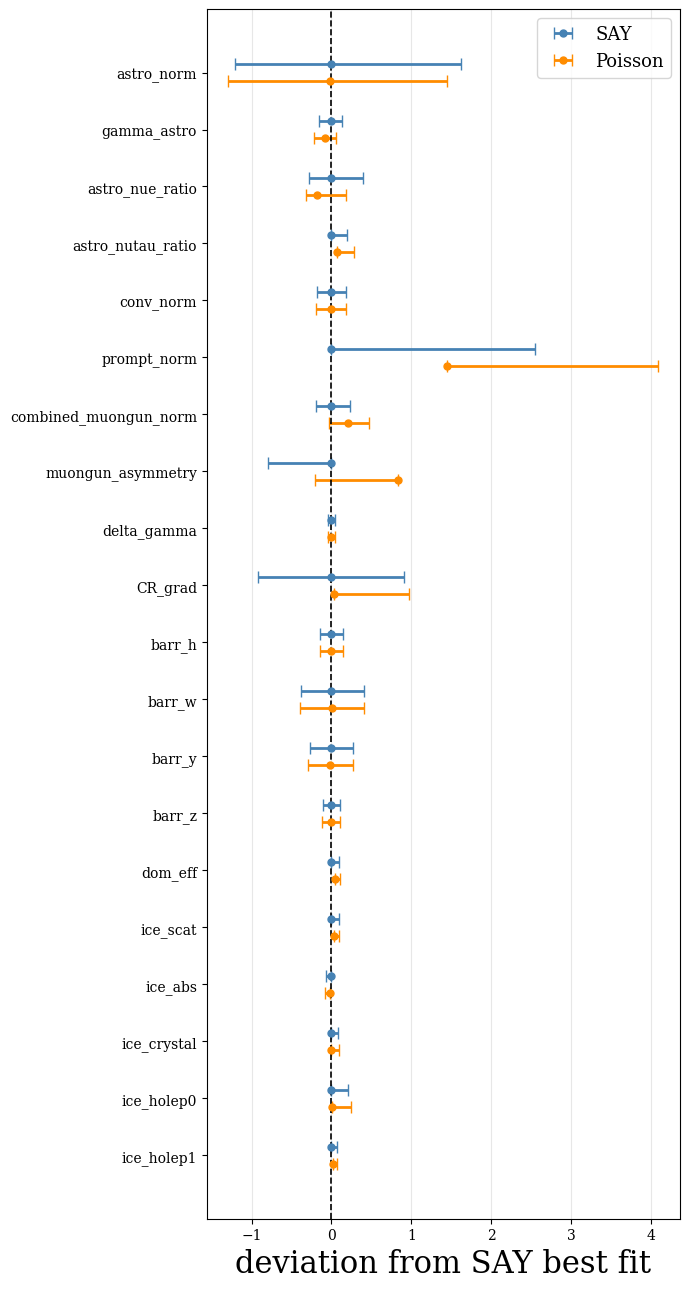 SAY
Poisson
astro_norm
gamma_astro
astro_nue_ratio
astro_nutau_ratio
conv_norm
prompt_norm
combined_muongun_norm
muongun_asymmetry
delta_gamma
CR_grad
barr_h
barr_w
barr_y
barr_z
dom_eff
ice_scat
ice_abs
ice_crystal
ice_holep0
ice_holep1
−1 0 1 2 3 4
deviation from SAY best fit